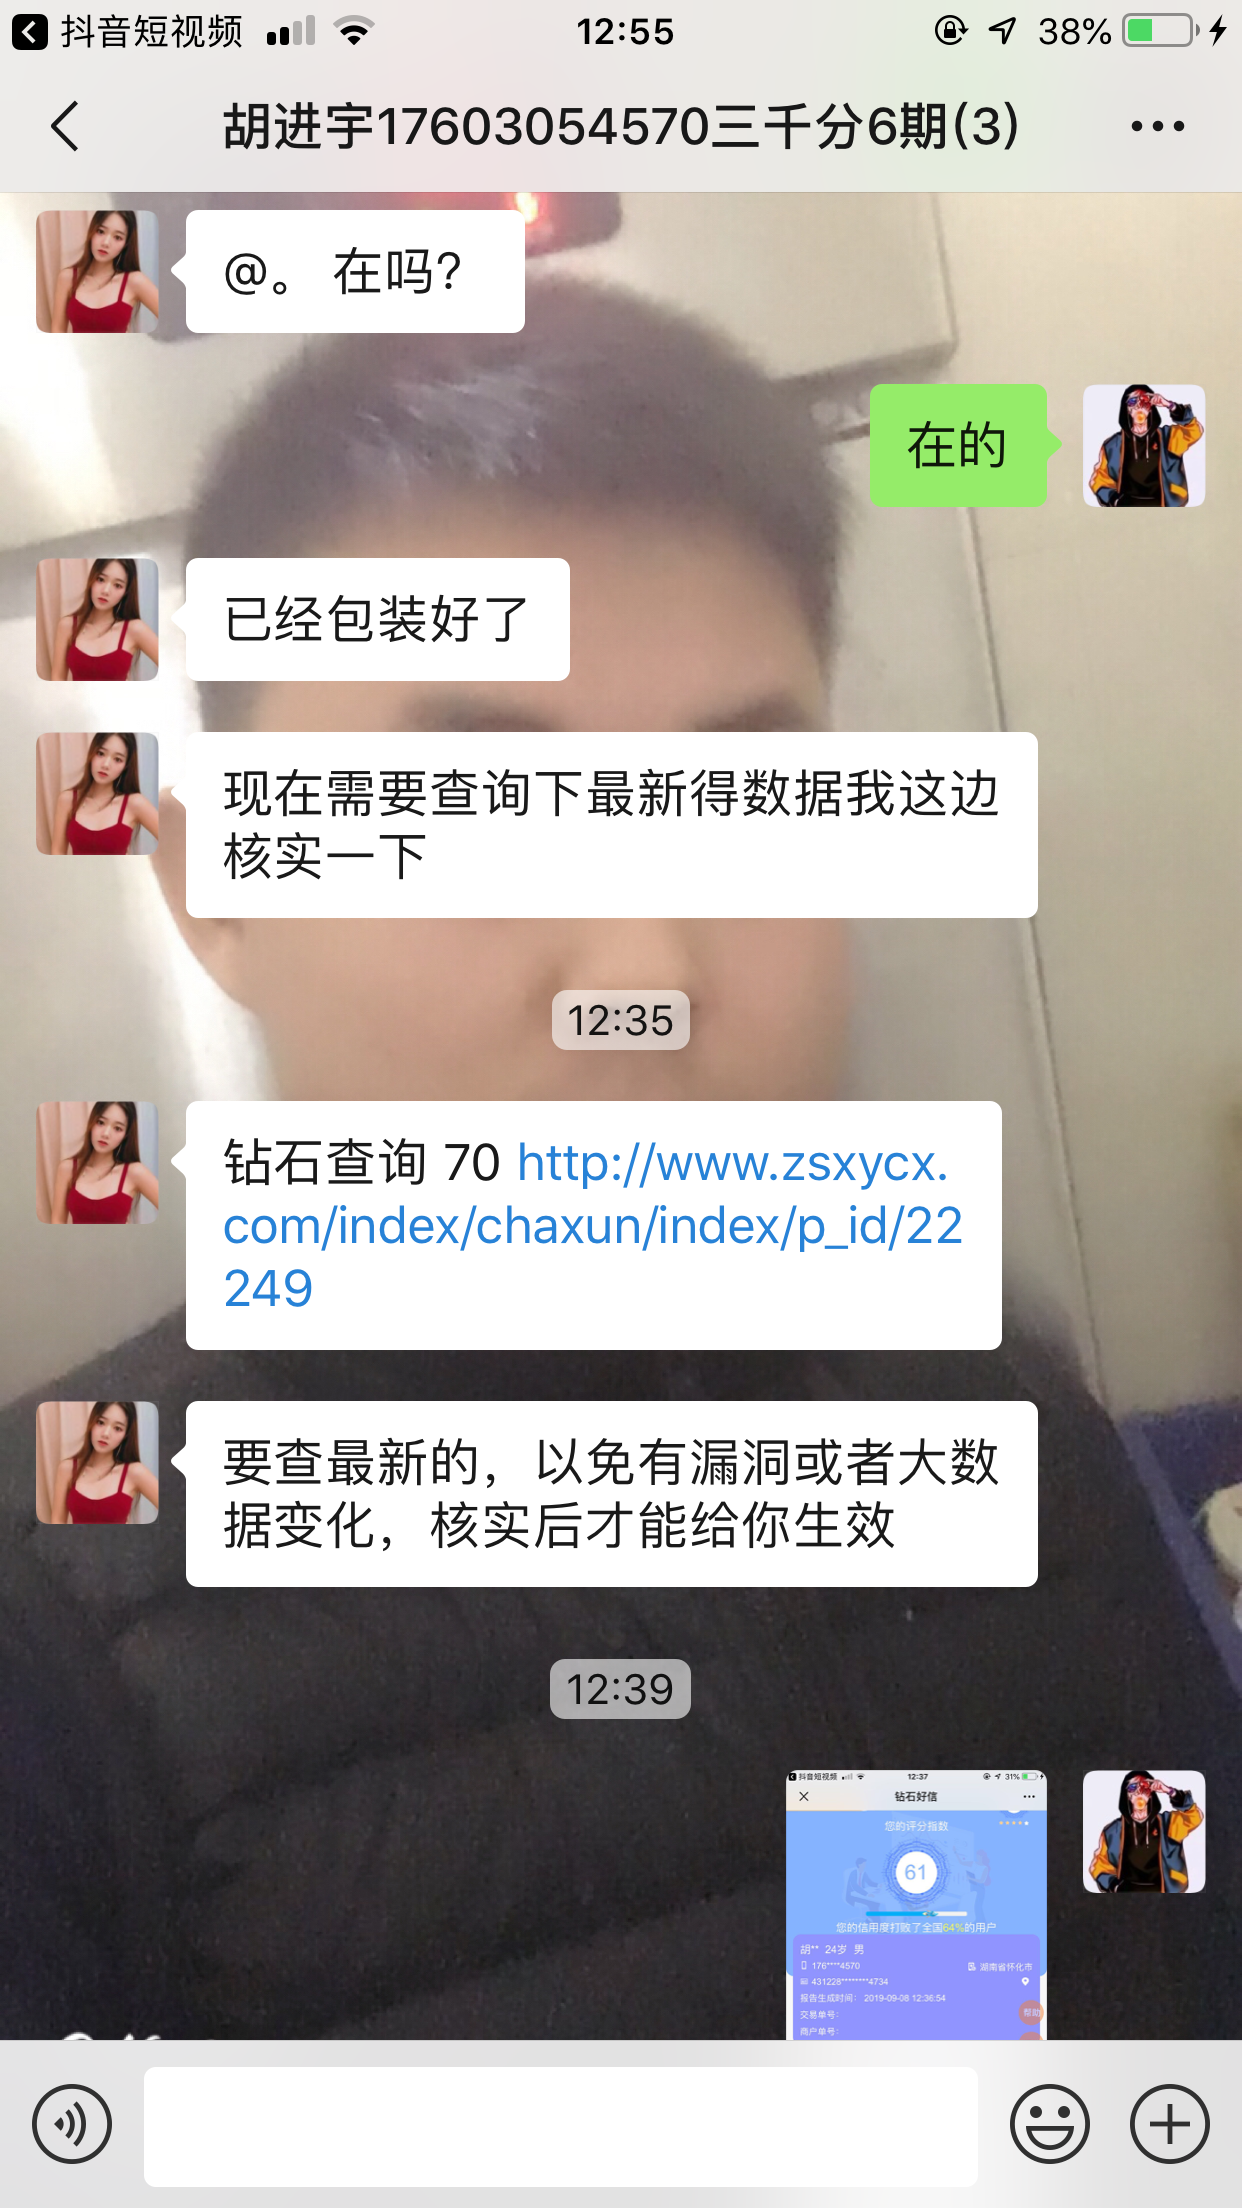 抖音短视频
12:55
38%
胡进宇17603054570三千分6期(3)
@。 在吗?
在的
已经包装好了
现在需要查询下最新得数据我这边
核实一下
12:35
钻石查询 70 http://www.zsxycx.
com/index/chaxun/index/p_id/22
249
要查最新的，以免有漏洞或者大数
据变化，核实后才能给你生效
12:39
抖音短视频
12:37
31%
钻石好信
您的评分指数
61
您的信用度打败了全国64%的用户
胡** 24岁 男
176****4570
湖南省怀化市
431228********4734
报告生成时间： 2019-09-08 12:36:54
交易单号：
帮助
商户单号：